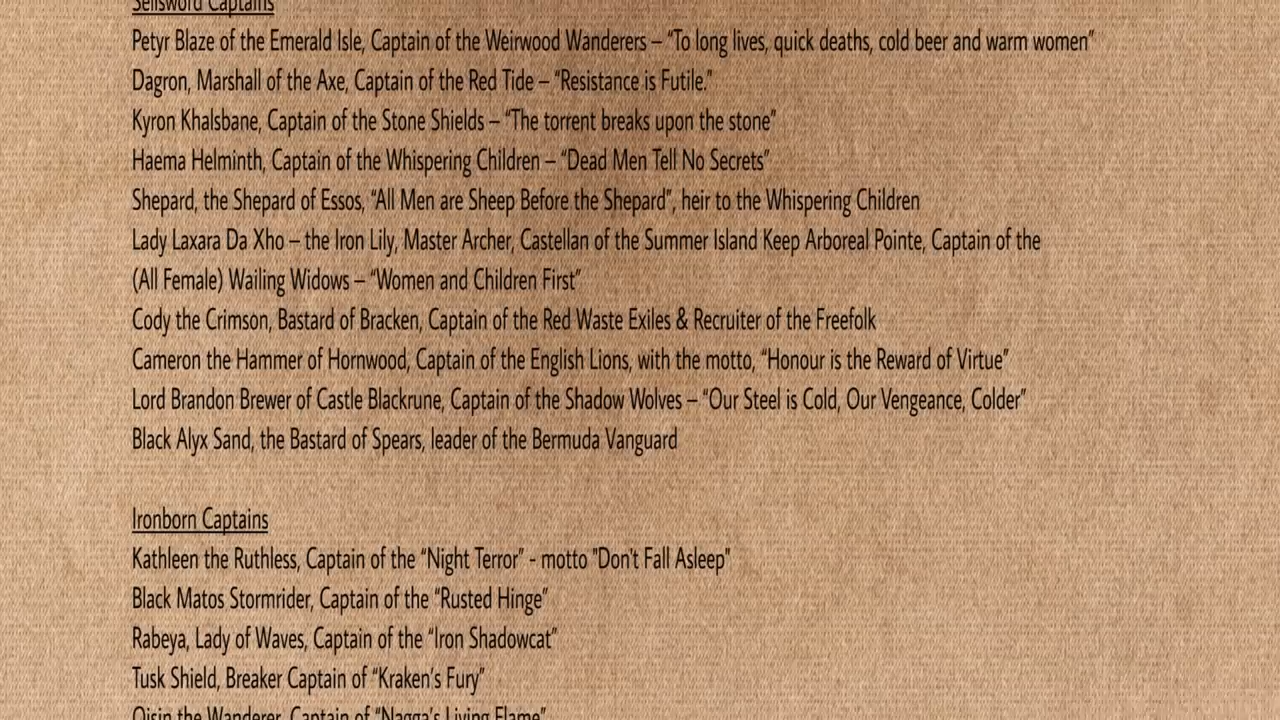 Sellsword Captains
Petyr Blaze of the Emerald Isle, Captain of the Weirwood Wanderers – “To long lives, quick deaths, cold beer and warm women”
Dagron, Marshall of the Axe, Captain of the Red Tide – “Resistance is Futile.”
Kyron Khalsbane, Captain of the Stone Shields – “The torrent breaks upon the stone”
Haema Helminth, Captain of the Whispering Children – “Dead Men Tell No Secrets”
Shepard, the Shepard of Essos, “All Men are Sheep Before the Shepard”, heir to the Whispering Children
Lady Laxara Da Xho – the Iron Lily, Master Archer, Castellan of the Summer Island Keep Arboreal Pointe, Captain of the
(All Female) Wailing Widows – “Women and Children First”
Cody the Crimson, Bastard of Bracken, Captain of the Red Waste Exiles & Recruiter of the Freefolk
Cameron the Hammer of Hornwood, Captain of the English Lions, with the motto, “Honour is the Reward of Virtue”
Lord Brandon Brewer of Castle Blackrune, Captain of the Shadow Wolves – “Our Steel is Cold, Our Vengeance, Colder”
Black Alyx Sand, the Bastard of Spears, leader of the Bermuda Vanguard
Ironborn Captains
Kathleen the Ruthless, Captain of the “Night Terror” - motto "Don't Fall Asleep"
Black Matos Stormrider, Captain of the “Rusted Hinge”
Rabeya, Lady of Waves, Captain of the “Iron Shadowcat”
Tusk Shield, Breaker Captain of “Kraken’s Fury”
Oisin the Wanderer, Captain of “Nagga’s Living Flame”